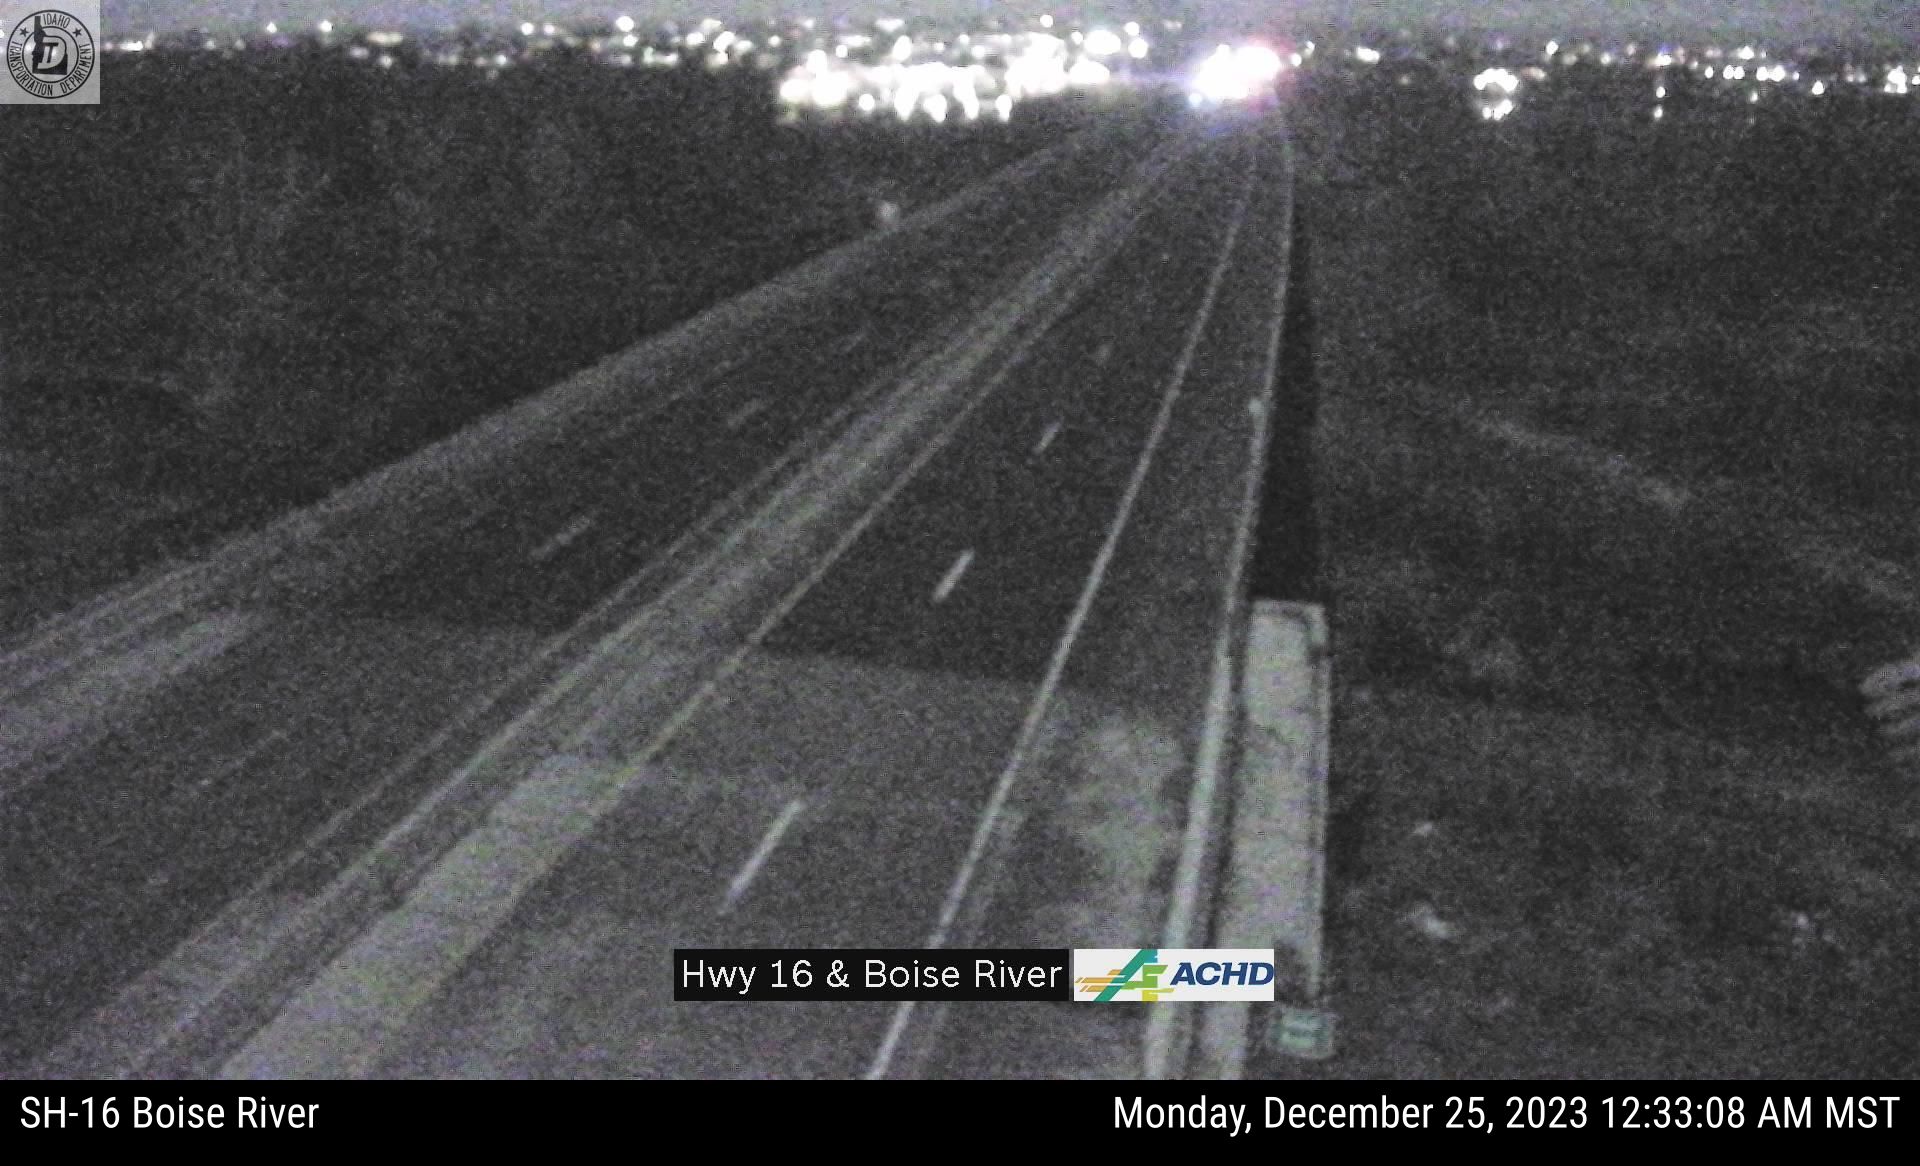 IDAHO
TRANSPORTATION DEPARTMENT
Hwy 16 & Boise River
ACHD
SH-16 Boise River
Monday, December 25, 2023 12:33:08 AM MST